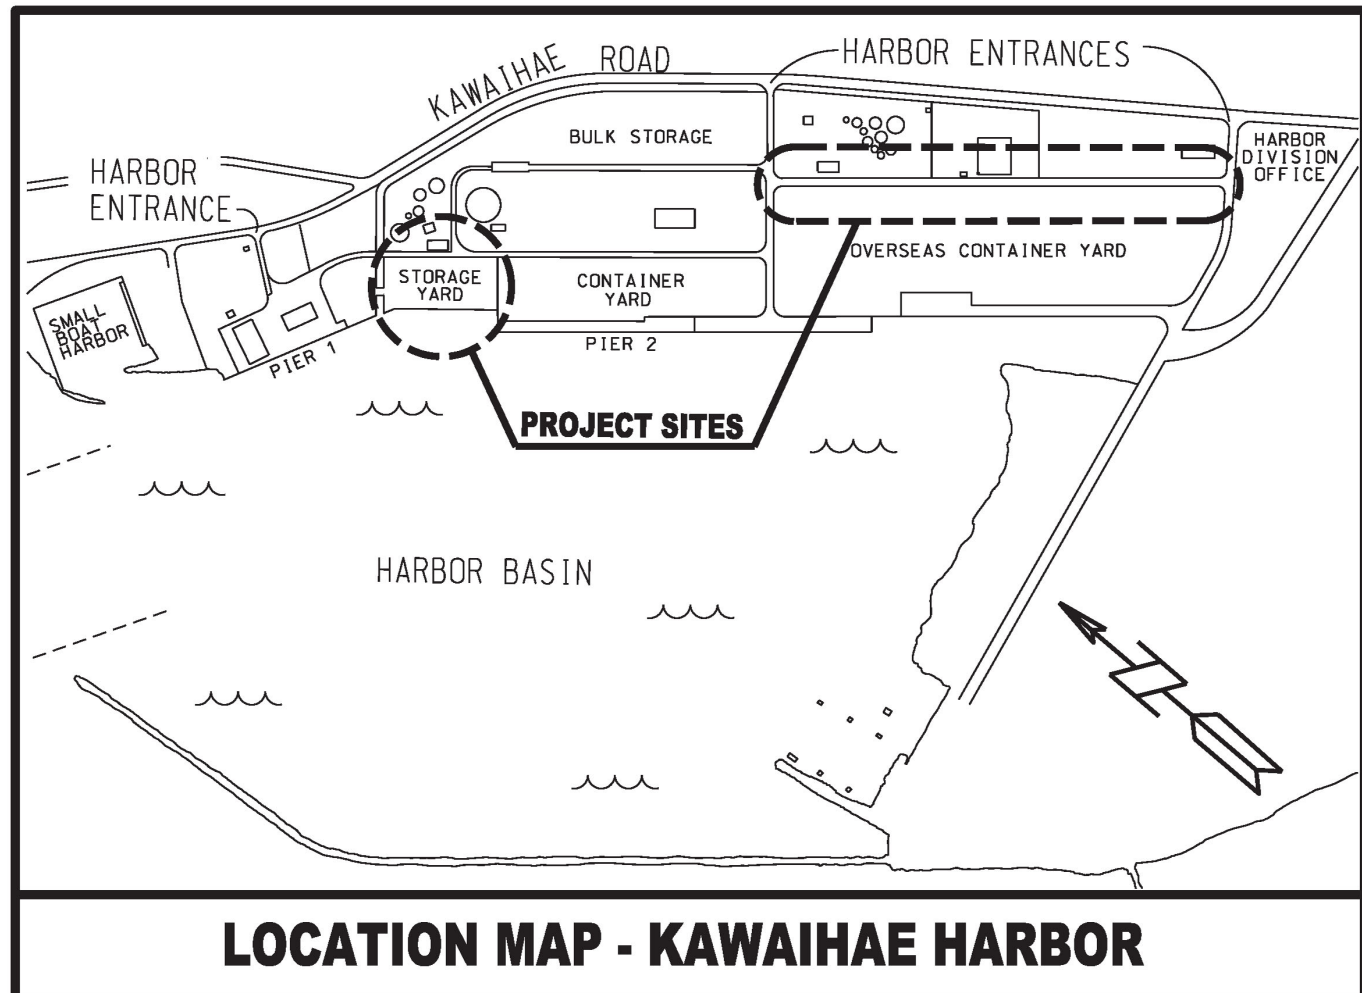 HARBOR ENTRANCES
KAWAIHAE ROAD
BULK STORAGE
HARBOR
DIVISION
OFFICE
HARBOR
ENTRANCE
OVERSEAS CONTAINER YARD
STORAGE
YARD
CONTAINER
YARD
SMALL
BOAT
HARBOR
PIER 1
PIER 2
PROJECT SITES
HARBOR BASIN
N
LOCATION MAP - KAWAIHAE HARBOR